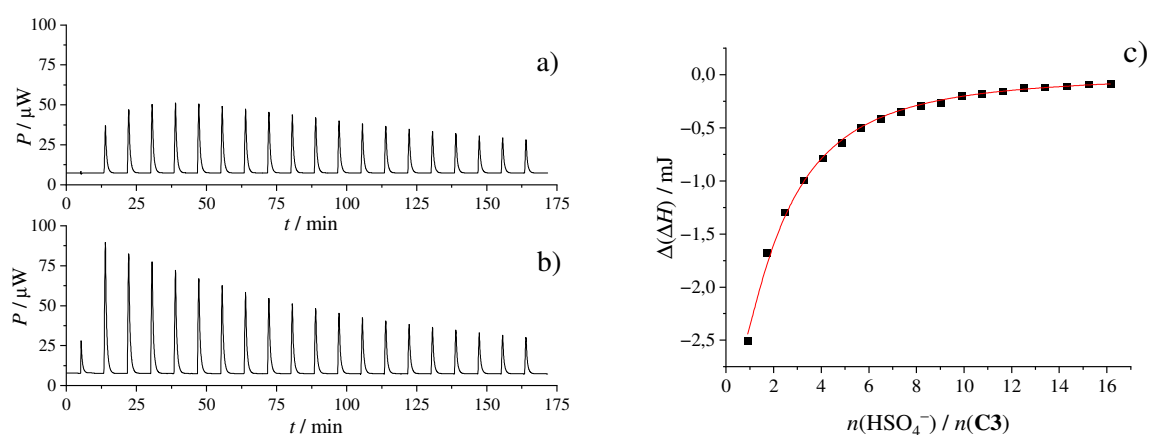 100
75
50
25
0
P / µW
a)
0 25 50 75 100 125 150 175
t / min
100
75
50
25
0
P / µW
b)
0 25 50 75 100 125 150 175
t / min
c)
0,0
−0,5
−1,0
−1,5
−2,0
−2,5
Δ(ΔH) / mJ
0 2 4 6 8 10 12 14 16
n(HSO₄⁻) / n(C3)